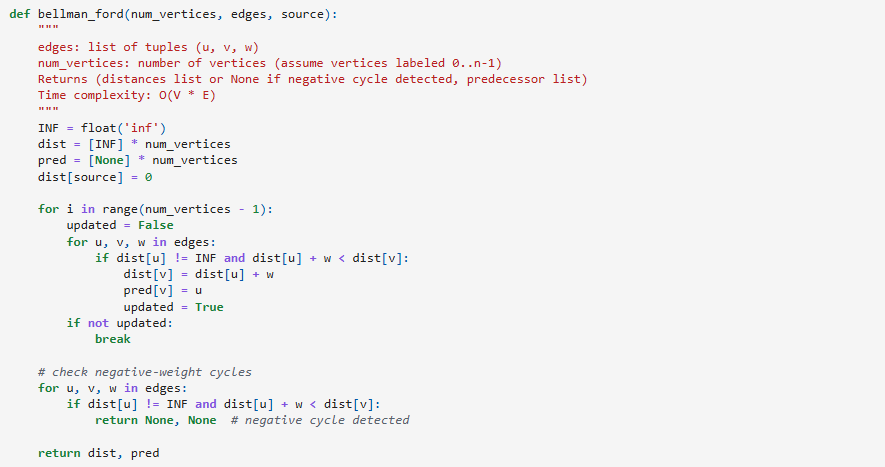 def bellman_ford(num_vertices, edges, source):
    """
    edges: list of tuples (u, v, w)
    num_vertices: number of vertices (assume vertices labeled 0..n-1)
    Returns (distances list or None if negative cycle detected, predecessor list)
    Time complexity: O(V * E)
    """
    INF = float('inf')
    dist = [INF] * num_vertices
    pred = [None] * num_vertices
    dist[source] = 0

    for i in range(num_vertices - 1):
        updated = False
        for u, v, w in edges:
            if dist[u] != INF and dist[u] + w < dist[v]:
                dist[v] = dist[u] + w
                pred[v] = u
                updated = True
        if not updated:
            break

    # check negative-weight cycles
    for u, v, w in edges:
        if dist[u] != INF and dist[u] + w < dist[v]:
            return None, None  # negative cycle detected

    return dist, pred